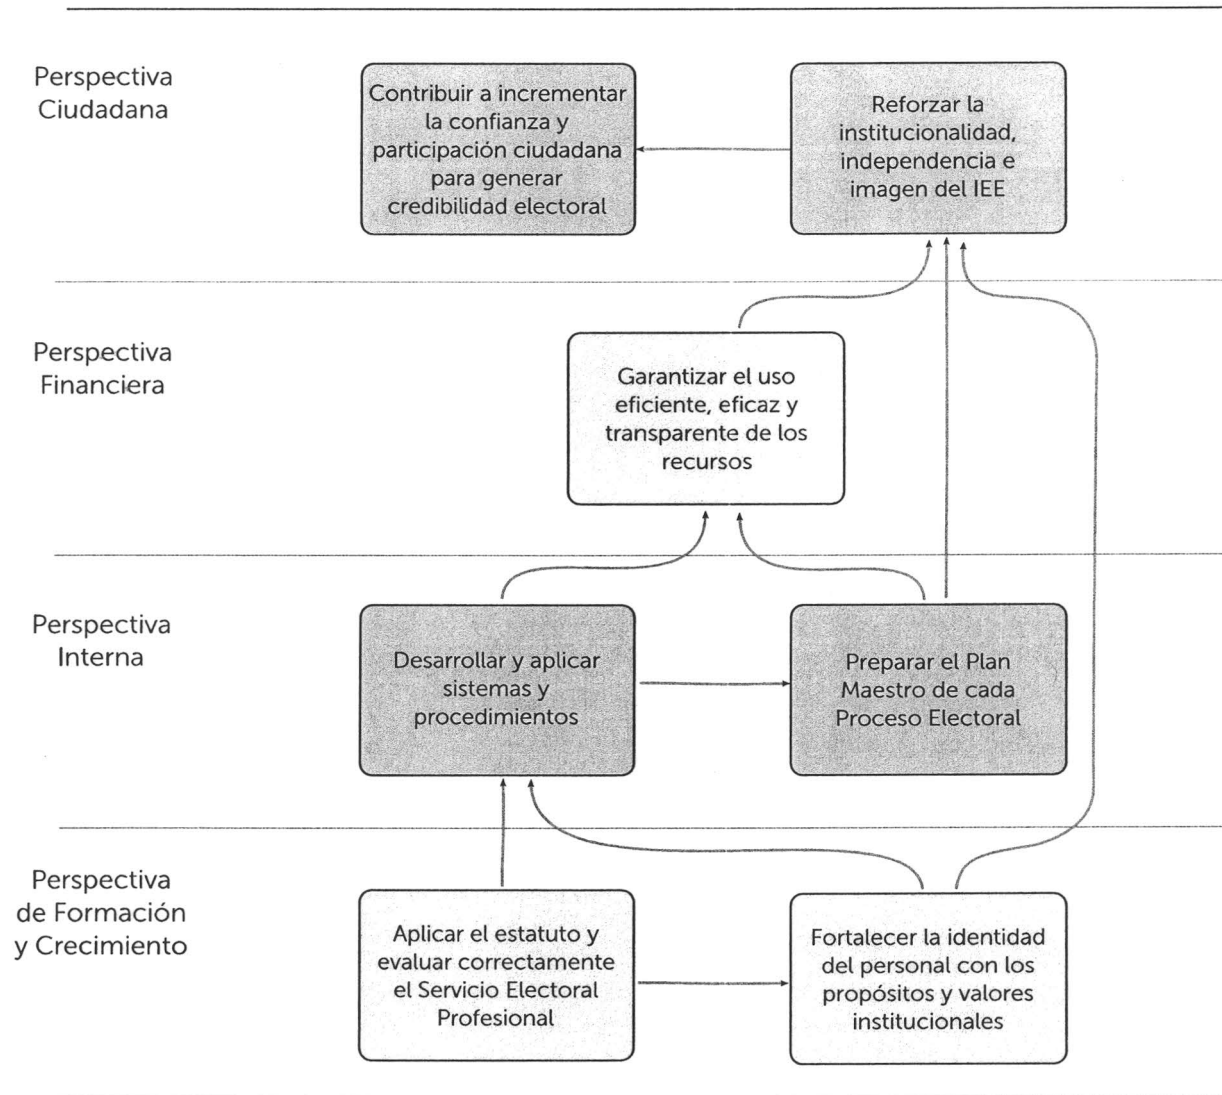 Perspectiva
Ciudadana
Contribuir a incrementar
la confianza y
participación ciudadana
para generar
credibilidad electoral
Reforzar la
institucionalidad,
independencia e
imagen del IEE
Perspectiva
Financiera
Garantizar el uso
eficiente, eficaz y
transparente de los
recursos
Perspectiva
Interna
Desarrollar y aplicar
sistemas y
procedimientos
Preparar el Plan
Maestro de cada
Proceso Electoral
Perspectiva
de Formación
y Crecimiento
Aplicar el estatuto y
evaluar correctamente
el Servicio Electoral
Profesional
Fortalecer la identidad
del personal con los
propósitos y valores
institucionales